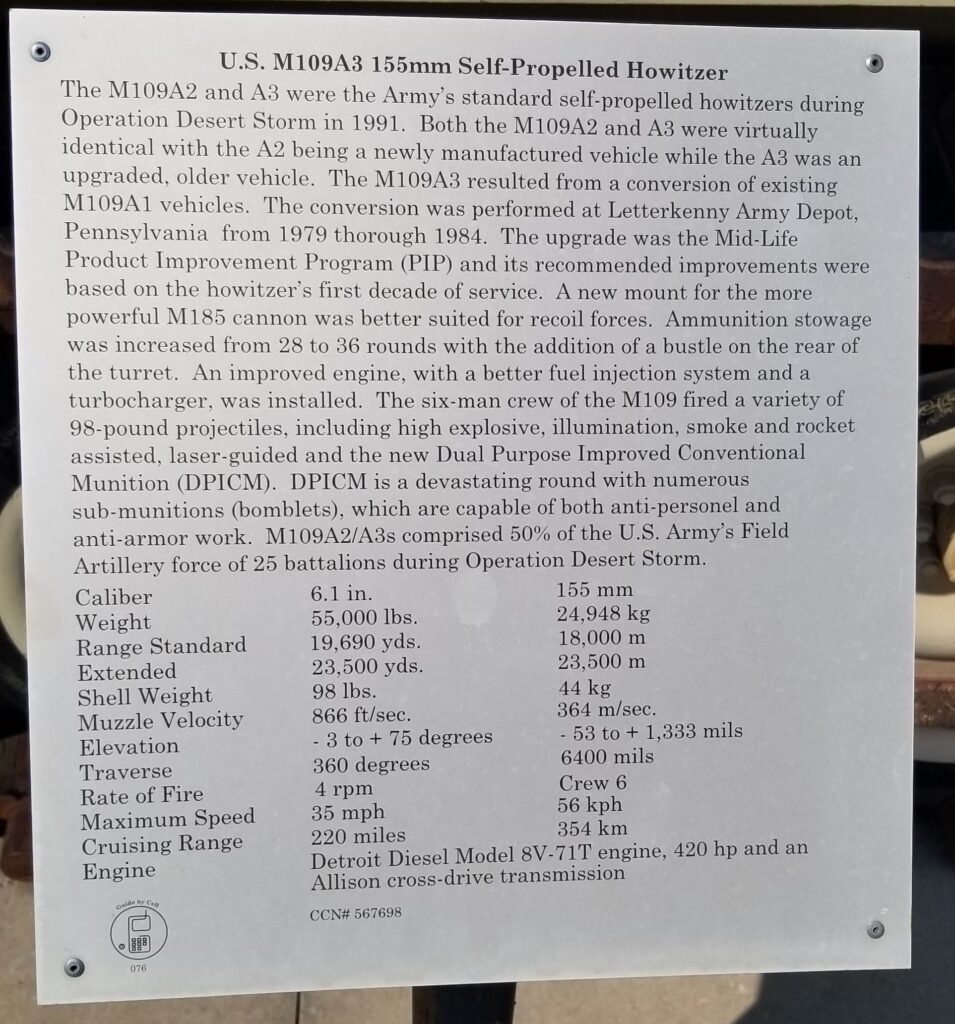 U.S. M109A3 155mm Self-Propelled Howitzer
The M109A2 and A3 were the Army's standard self-propelled howitzers during
Operation Desert Storm in 1991. Both the M109A2 and A3 were virtually
identical with the A2 being a newly manufactured vehicle while the A3 was an
upgraded, older vehicle. The M109A3 resulted from a conversion of existing
M109A1 vehicles. The conversion was performed at Letterkenny Army Depot,
Pennsylvania from 1979 thorough 1984. The upgrade was the Mid-Life
Product Improvement Program (PIP) and its recommended improvements were
based on the howitzer's first decade of service. A new mount for the more
powerful M185 cannon was better suited for recoil forces. Ammunition stowage
was increased from 28 to 36 rounds with the addition of a bustle on the rear of
the turret. An improved engine, with a better fuel injection system and a
turbocharger, was installed. The six-man crew of the M109 fired a variety of
98-pound projectiles, including high explosive, illumination, smoke and rocket
assisted, laser-guided and the new Dual Purpose Improved Conventional
Munition (DPICM). DPICM is a devastating round with numerous
sub-munitions (bomblets), which are capable of both anti-personel and
anti-armor work. M109A2/A3s comprised 50% of the U.S. Army's Field
Artillery force of 25 battalions during Operation Desert Storm.
Caliber 6.1 in. 155 mm
Weight 55,000 lbs. 24,948 kg
Range Standard 19,690 yds. 18,000 m
Extended 23,500 yds. 23,500 m
Shell Weight 98 lbs. 44 kg
Muzzle Velocity 866 ft/sec. 364 m/sec.
Elevation - 3 to + 75 degrees - 53 to + 1,333 mils
Traverse 360 degrees 6400 mils
Rate of Fire 4 rpm Crew 6
Maximum Speed 35 mph 56 kph
Cruising Range 220 miles 354 km
Engine Detroit Diesel Model 8V-71T engine, 420 hp and an
Allison cross-drive transmission
Guide by Cell
076
CCN# 567698